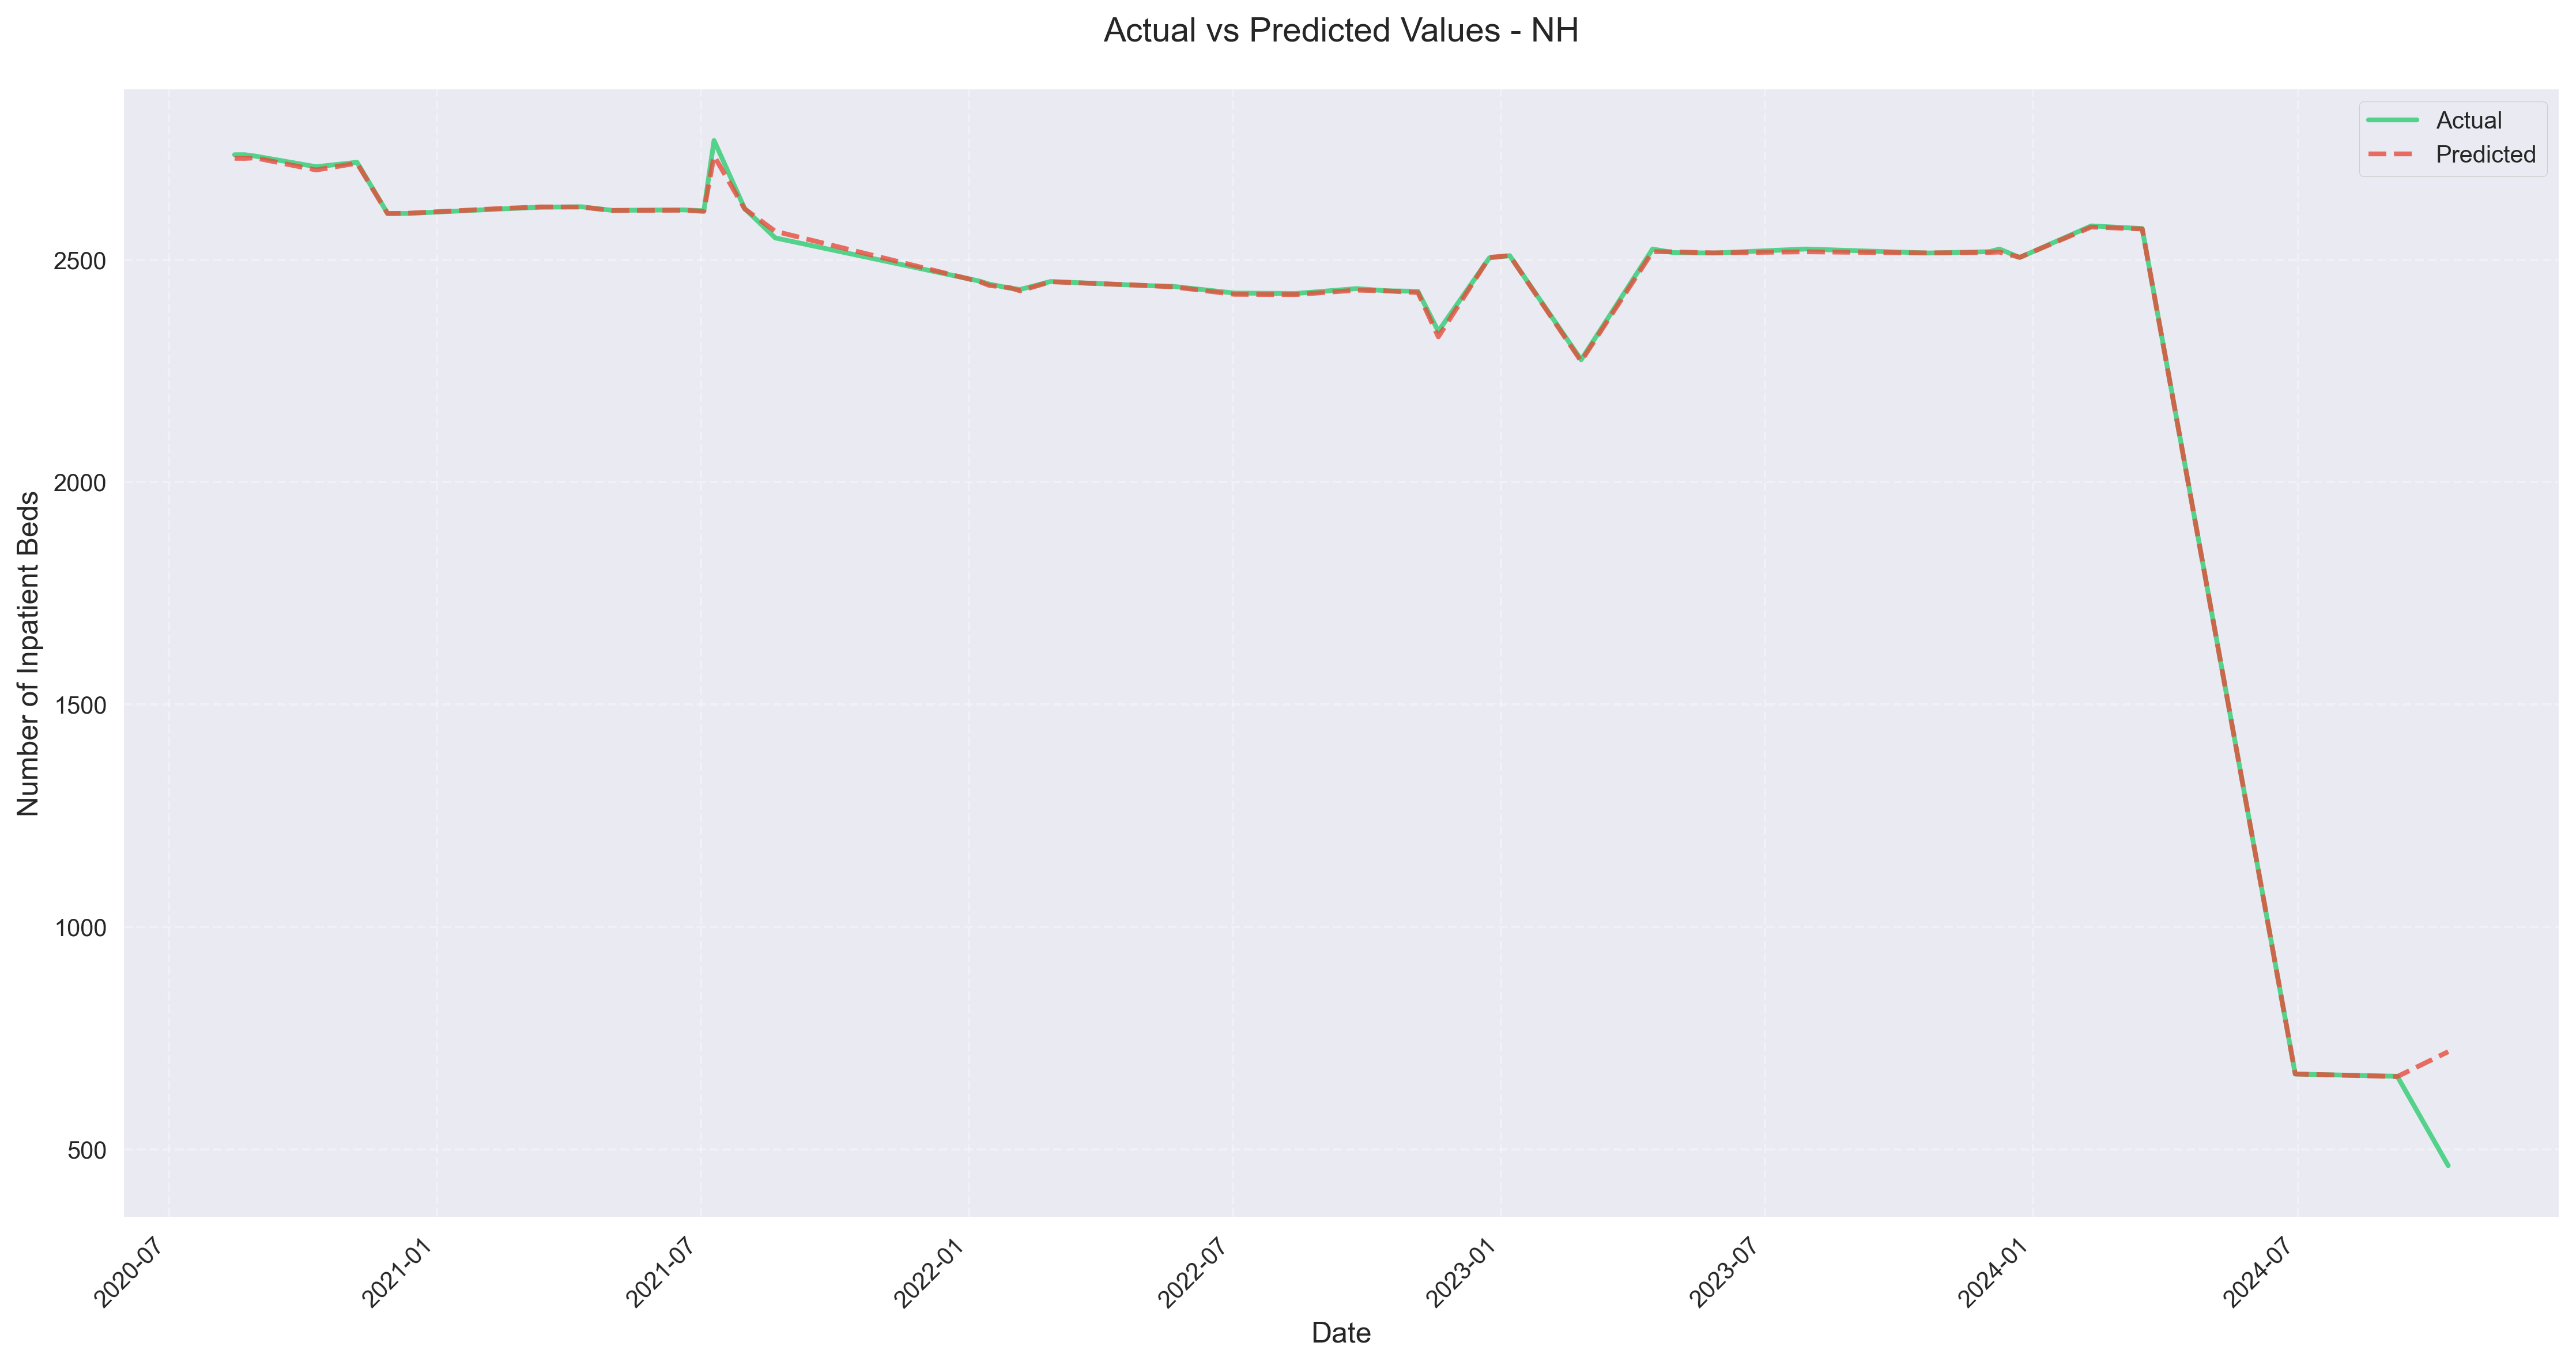 Actual vs Predicted Values - NH
Actual
Predicted
Number of Inpatient Beds
2500
2000
1500
1000
500
2020-07
2021-01
2021-07
2022-01
2022-07
2023-01
2023-07
2024-01
2024-07
Date